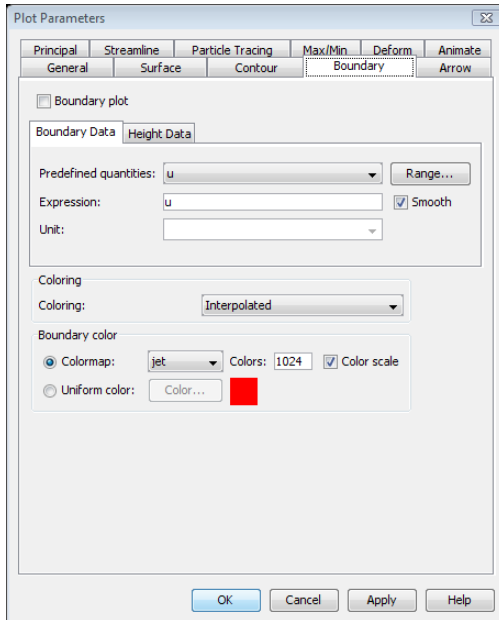 Plot Parameters
Principal Streamline Particle Tracing Max/Min Deform Animate
General Surface Contour Boundary Arrow
Boundary plot
Boundary Data Height Data
Predefined quantities: u Range...
Expression: u Smooth
Unit:
Coloring
Coloring: Interpolated
Boundary color
Colormap: jet Colors: 1024 Color scale
Uniform color: Color...
OK Cancel Apply Help